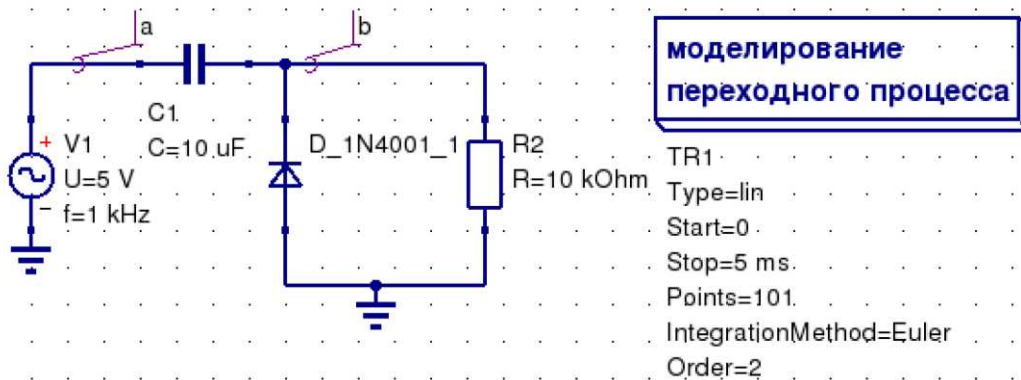 a
b
C1
C=10 uF
+
V1
U=5 V
f=1 kHz
−
D_1N4001_1
R2
R=10 kOhm
моделирование
переходного процесса
TR1
Type=lin
Start=0
Stop=5 ms
Points=101
IntegrationMethod=Euler
Order=2